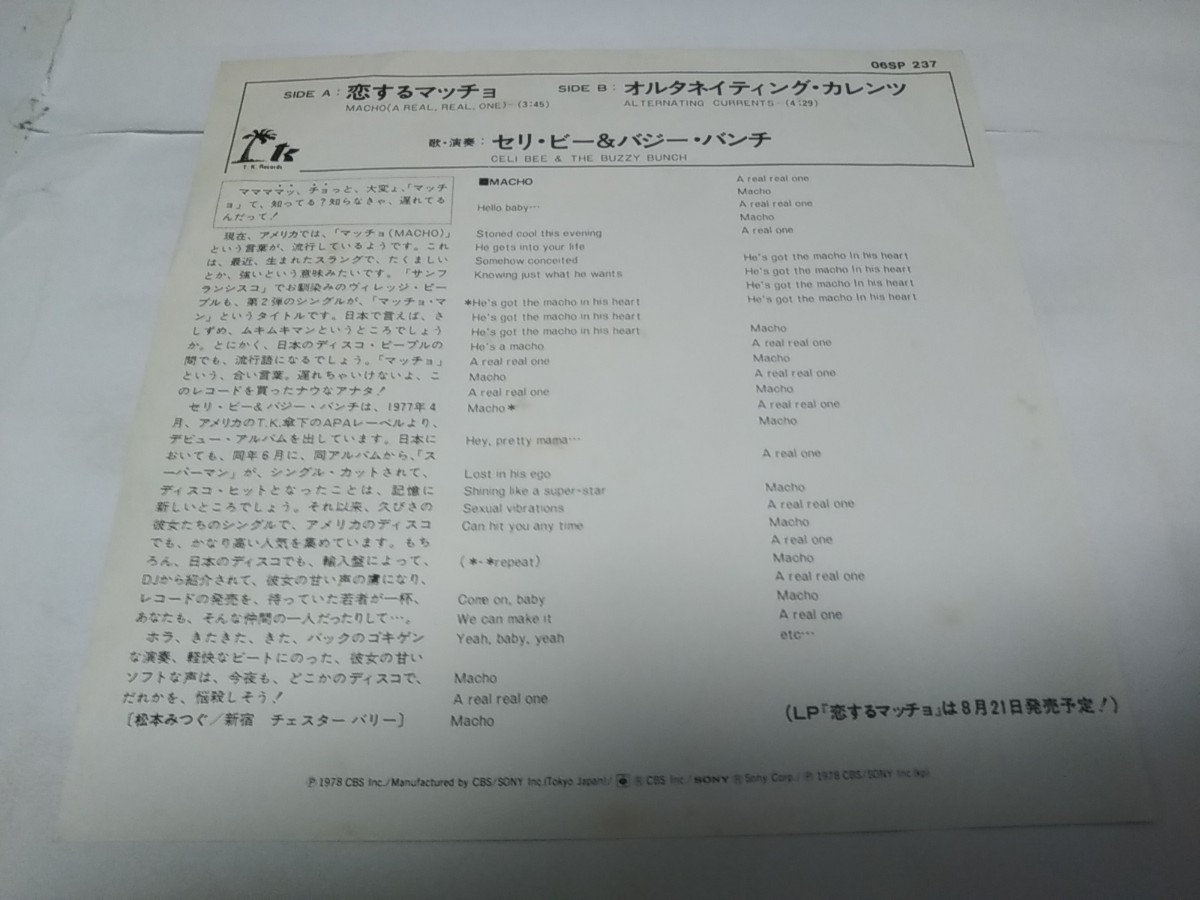 06SP 237
SIDE A: 恋するマッチョ
MACHO (A REAL, REAL, ONE)―(3:45)
SIDE B: オルタネイティング・カレンツ
ALTERNATING CURRENTS―(4:29)
T. K. Records
歌・演奏: セリ・ビー&バジー・バンチ
CELI BEE & THE BUZZY BUNCH
ママママッ、チョっと、大変ょ、「マッチ
ョ」て、知ってる?知らなきゃ、遅れてる
んだって!
現在、アメリカでは、「マッチョ(MACHO)」
という言葉が、流行しているようです。これ
は、最近、生まれたスラングで、たくましい
とか、強いという意味みたいです。「サンフ
ランシスコ」でお馴染みのヴィレッジ・ピー
プルも、第2弾のシングルが、「マッチョ・マ
ン」というタイトルです。日本で言えば、さ
しずめ、ムキムキマンというところでしょう
か。とにかく、日本のディスコ・ピープルの
間でも、流行語になるでしょう。「マッチョ」
という、合い言葉。遅れちゃいけないよ、こ
のレコードを買ったナウなアナタ!
セリ・ビー&バジー・バンチは、1977年4
月、アメリカのT.K.傘下のAPAレーベルより、
デビュー・アルバムを出しています。日本に
おいても、同年6月に、同アルバムから、「ス
ーパーマン」が、シングル・カットされて、
ディスコ・ヒットとなったことは、記憶に
新しいところでしょう。それ以来、久びさの
彼女たちのシングルで、アメリカのディスコ
でも、かなり高い人気を集めています。もち
ろん、日本のディスコでも、輸入盤によって、
DJから紹介されて、彼女の甘い声の虜になり、
レコードの発売を、待っていた若者が一杯、
あなたも、そんな仲間の一人だったりして…。
ホラ、きたきた、きた、バックのゴキゲン
な演奏、軽快なビートにのった、彼女の甘い
ソフトな声は、今夜も、どこかのディスコで、
だれかを、悩殺しそう!
〔松本みつぐ/新宿 チェスター バリー〕
■MACHO
Hello baby…
Stoned cool this evening
He gets into your life
Somehow conceited
Knowing just what he wants
*He's got the macho in his heart
He's got the macho in his heart
He's got the macho in his heart
He's a macho
A real real one
Macho
A real real one
Macho*
Hey, pretty mama…
Lost in his ego
Shining like a super-star
Sexual vibrations
Can hit you any time
(*-*repeat)
Come on, baby
We can make it
Yeah, baby, yeah
Macho
A real real one
Macho
A real real one
Macho
A real real one
Macho
A real one
He's got the macho In his heart
He's got the macho In his heart
He's got the macho In his heart
He's got the macho In his heart
Macho
A real real one
Macho
A real real one
Macho
A real real one
Macho
A real one
Macho
A real real one
Macho
A real one
Macho
A real real one
Macho
A real one
etc…
(LP『恋するマッチョ』は8月21日発売予定!)
Ⓟ1978 CBS Inc./Manufactured by CBS/SONY Inc.(Tokyo Japan)/ Ⓡ CBS Inc./SONY Ⓡ Sony Corp./Ⓟ 1978 CBS/SONY Inc./kp)